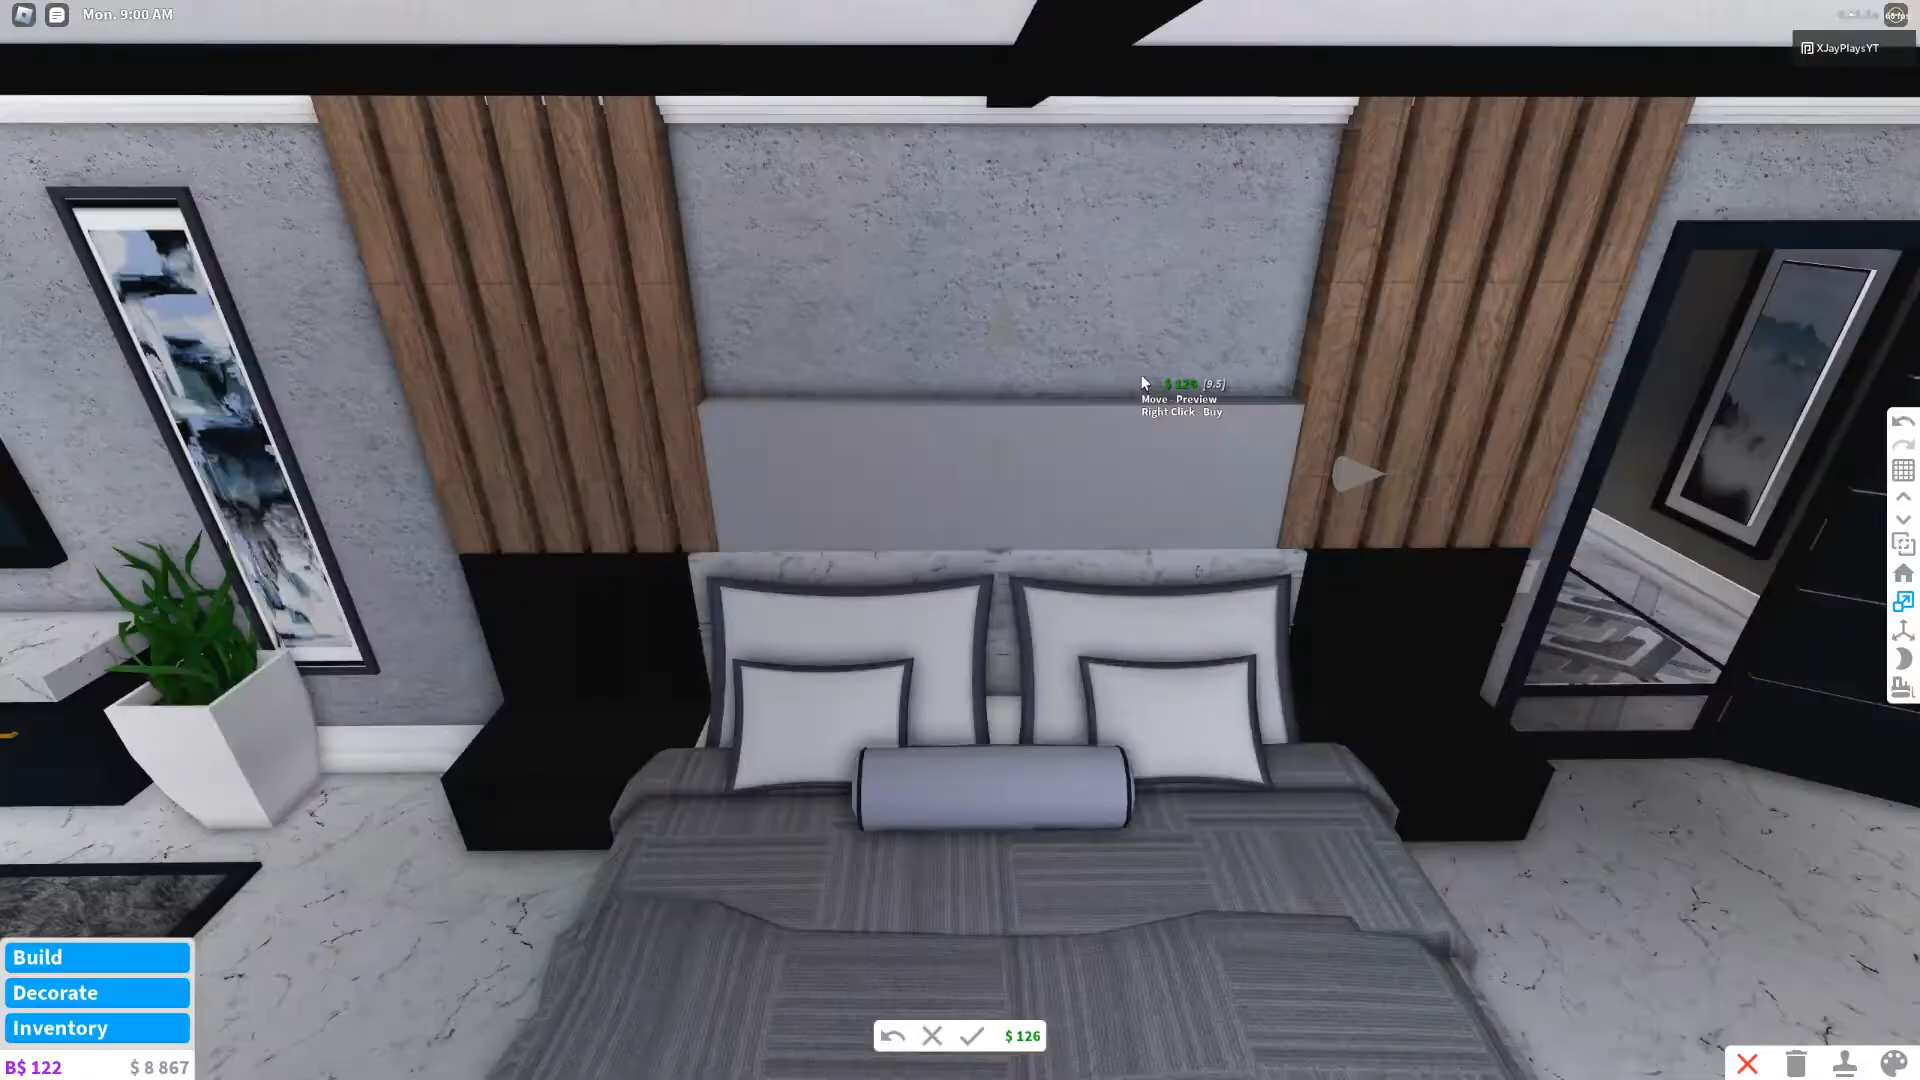 Mon. 9:00 AM
XJayPlaysYT
$ 126 [9.5]
Move - Preview
Right Click - Buy
Build
Decorate
Inventory
B$ 122
$ 8 867
$ 126